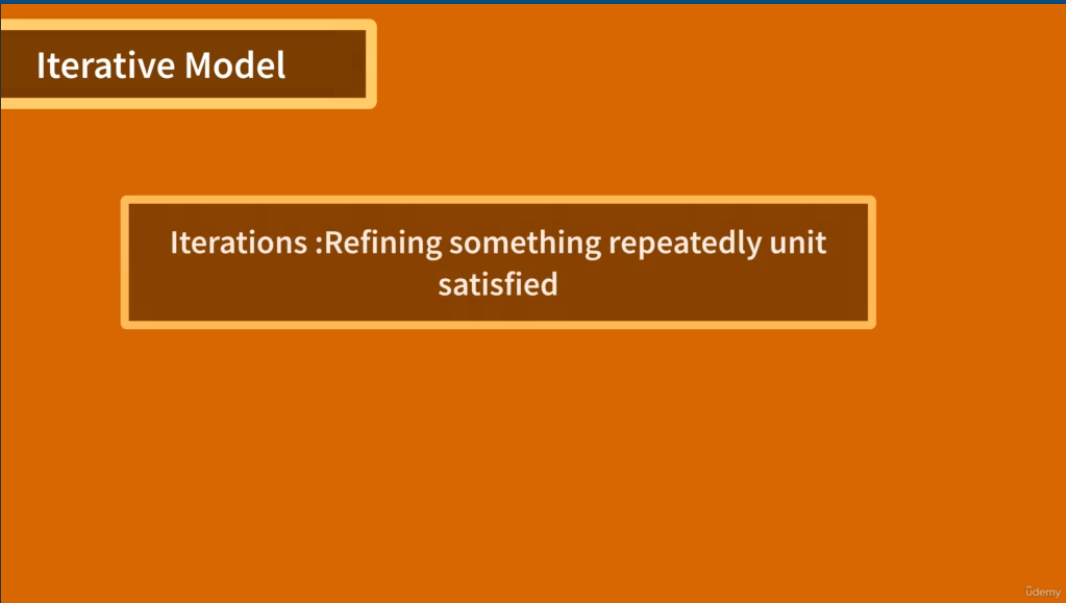 Iterative Model
Iterations :Refining something repeatedly unit
satisfied
ûdemy